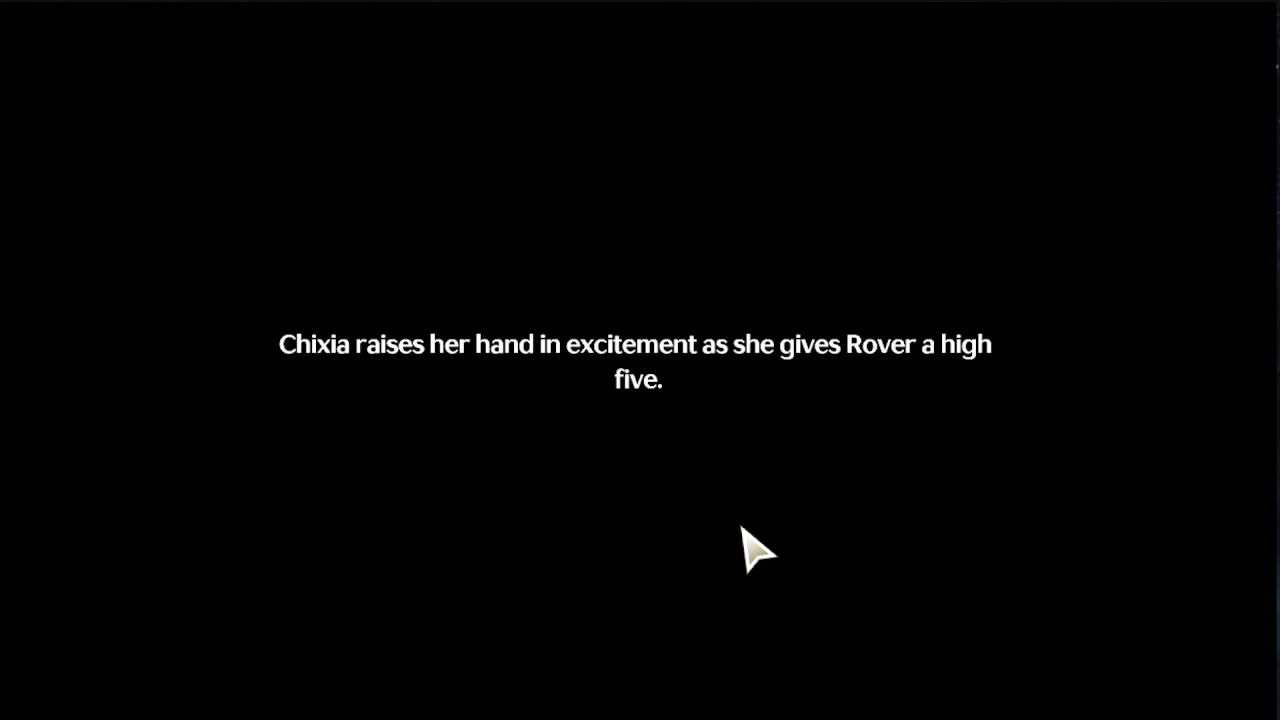 Chixia raises her hand in excitement as she gives Rover a high
five.